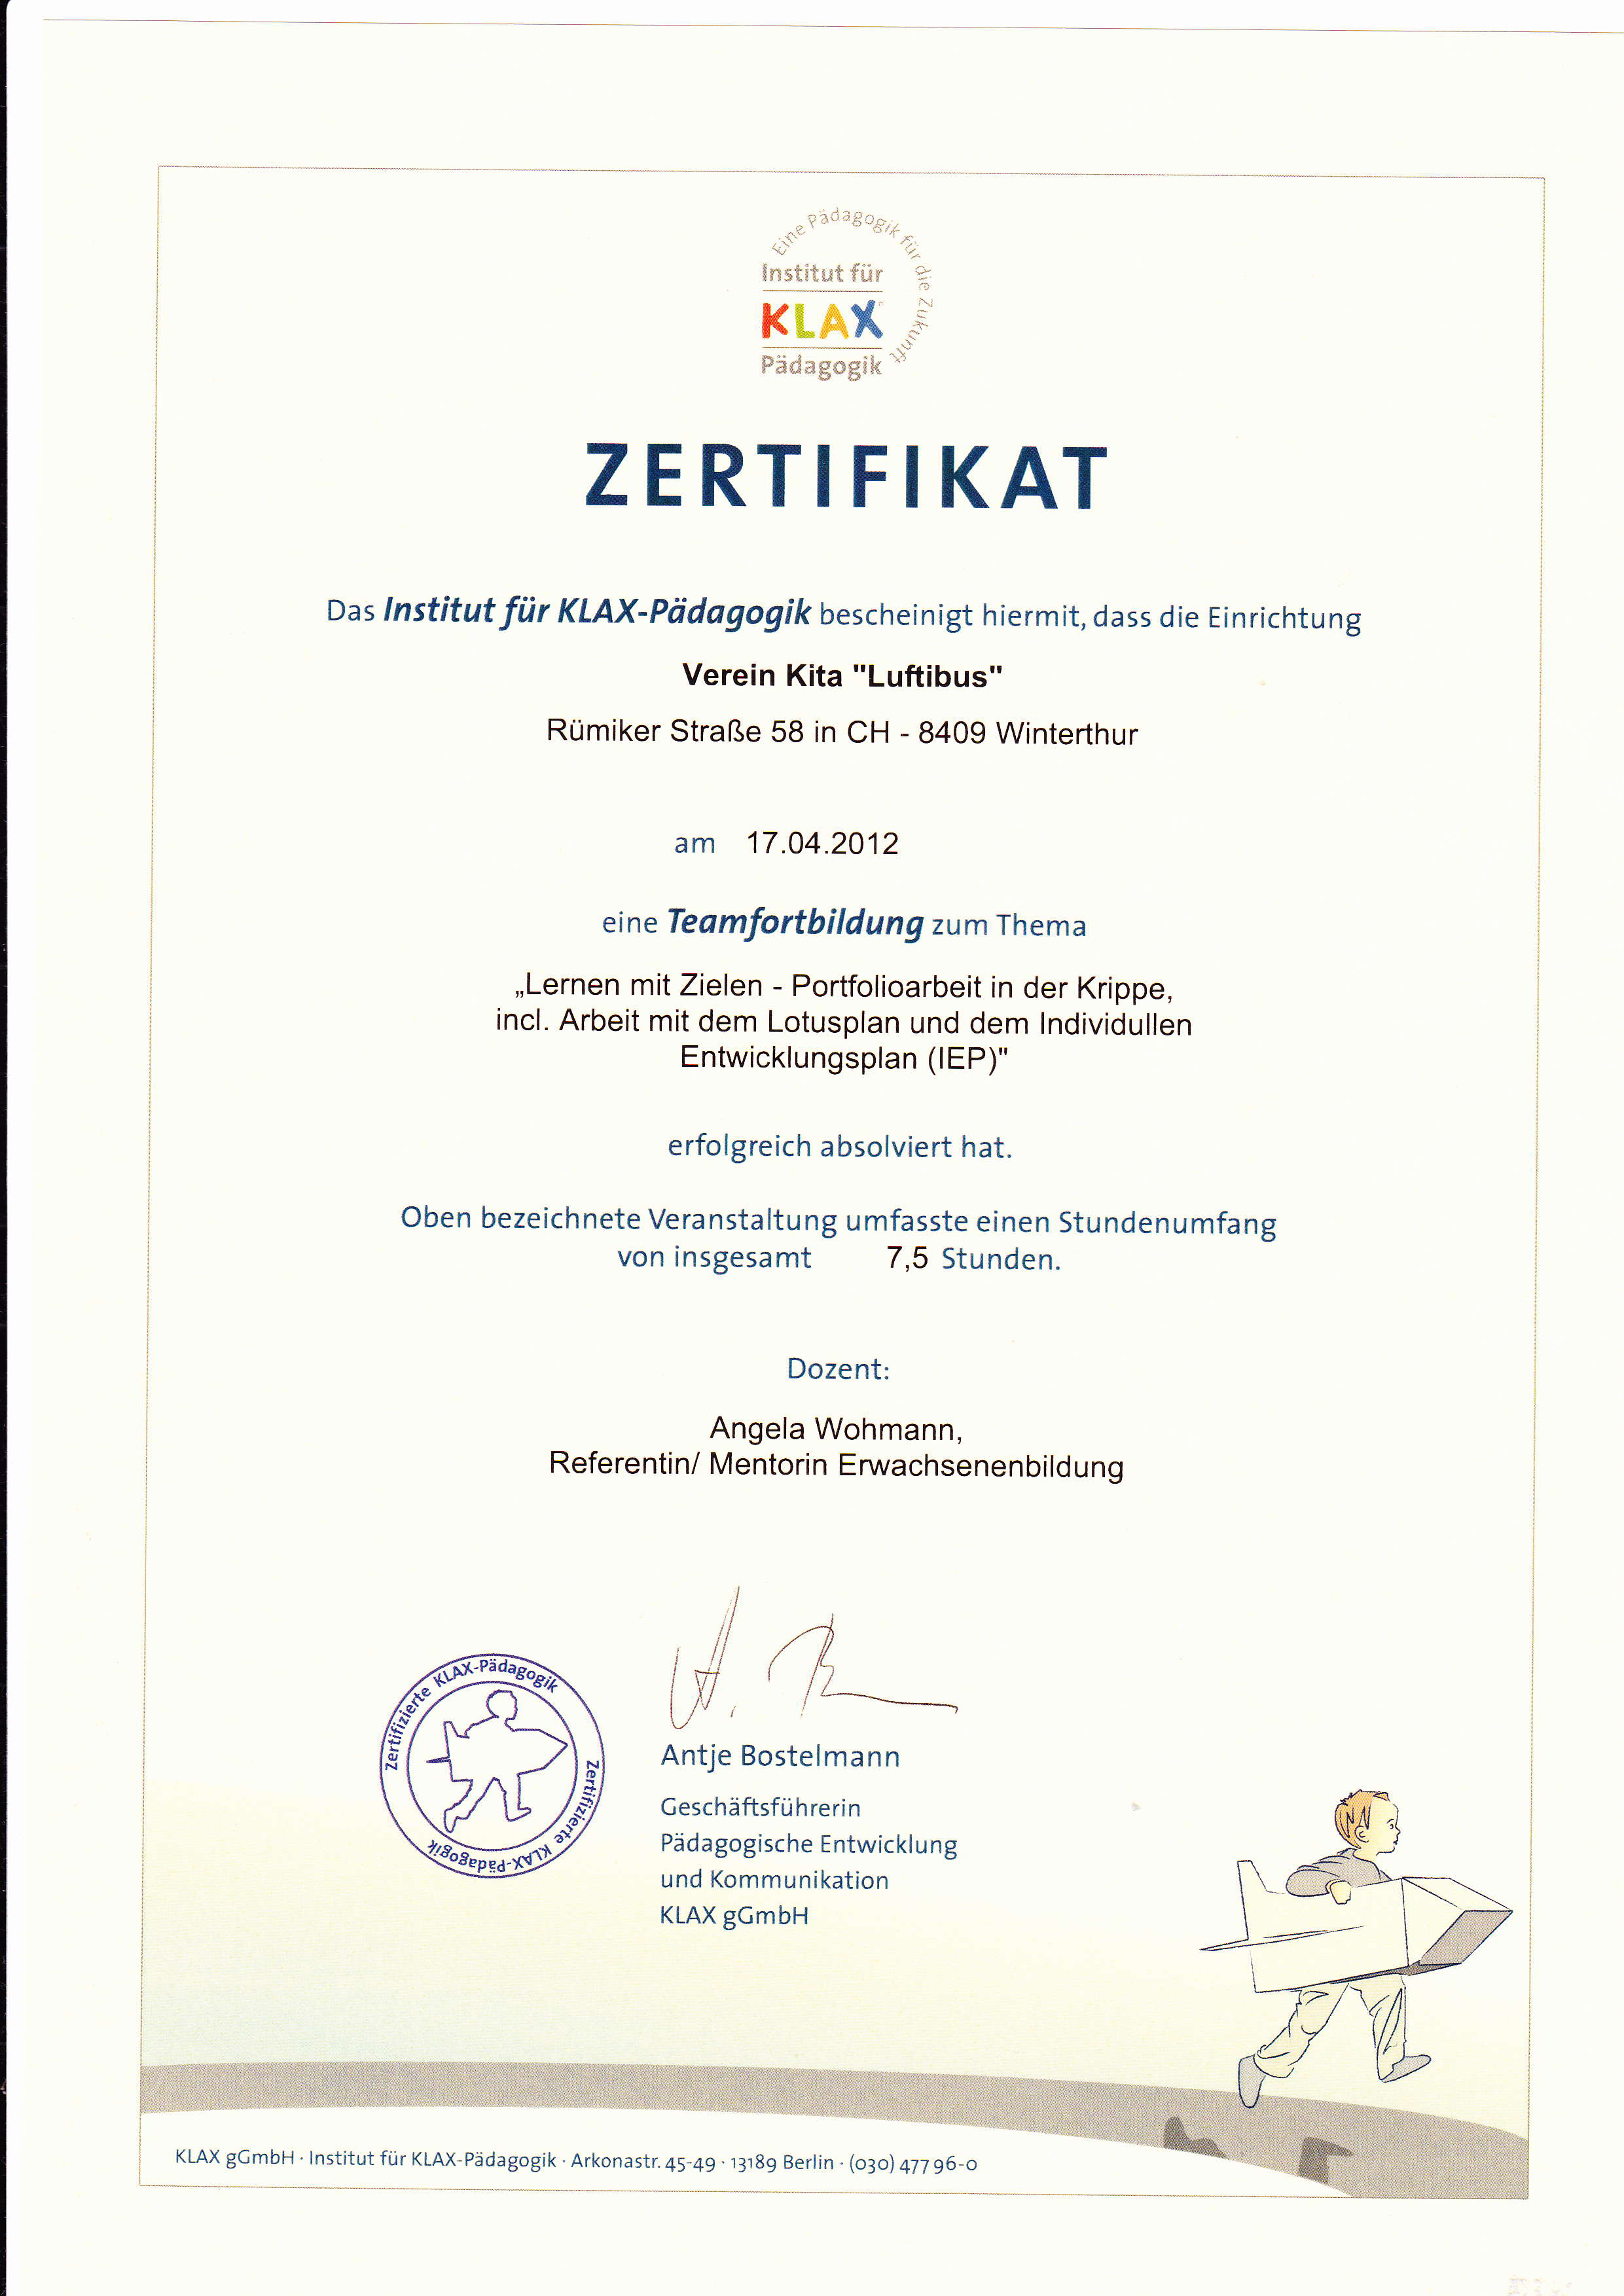 Eine Pädagogik für die Zukunft
Institut für
KLAX
Pädagogik
ZERTIFIKAT
Das Institut für KLAX-Pädagogik bescheinigt hiermit, dass die Einrichtung
Verein Kita "Luftibus"
Rümiker Straße 58 in CH - 8409 Winterthur
am 17.04.2012
eine Teamfortbildung zum Thema
„Lernen mit Zielen - Portfolioarbeit in der Krippe,
incl. Arbeit mit dem Lotusplan und dem Individullen
Entwicklungsplan (IEP)"
erfolgreich absolviert hat.
Oben bezeichnete Veranstaltung umfasste einen Stundenumfang
von insgesamt 7,5 Stunden.
Dozent:
Angela Wohmann,
Referentin/ Mentorin Erwachsenenbildung
Zertifizierte KLAX-Pädagogik
Zertifizierte KLAX-Pädagogik
A. B
Antje Bostelmann
Geschäftsführerin
Pädagogische Entwicklung
und Kommunikation
KLAX gGmbH
KLAX gGmbH · Institut für KLAX-Pädagogik · Arkonastr. 45-49 · 13189 Berlin · (030) 477 96-0